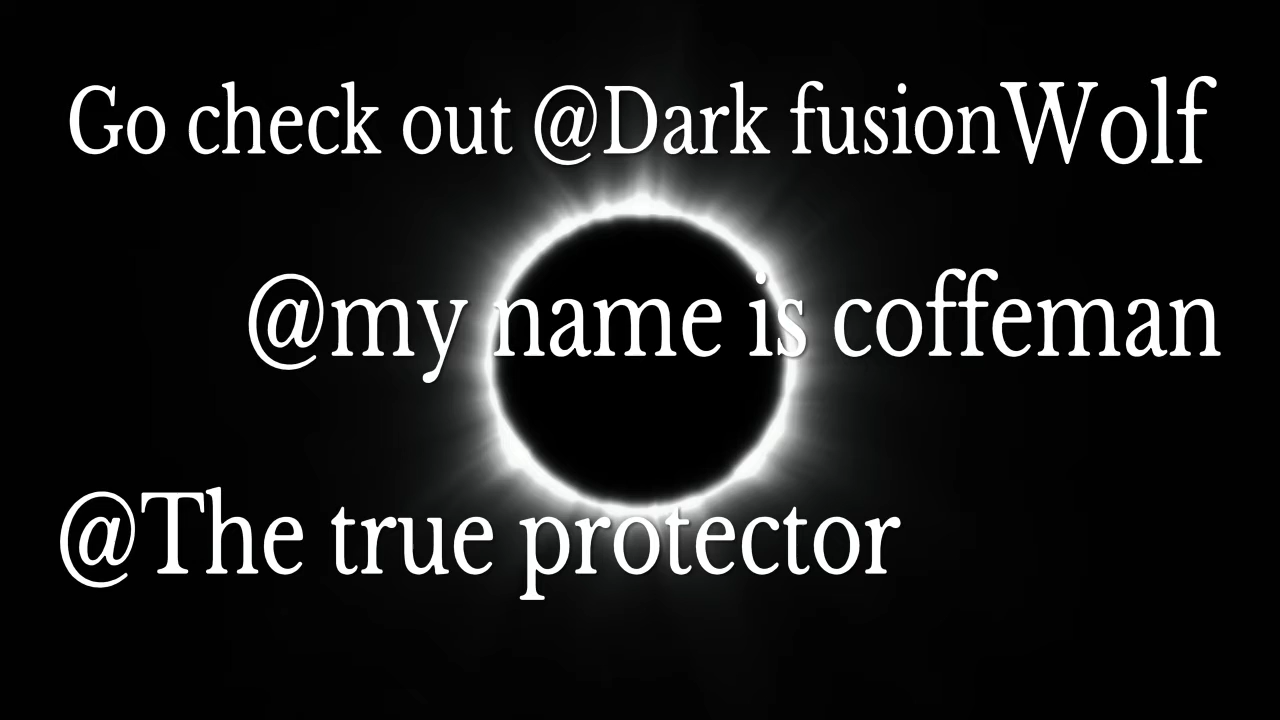 Go check out @Dark fusionWolf
@my name is coffeman
@The true protector